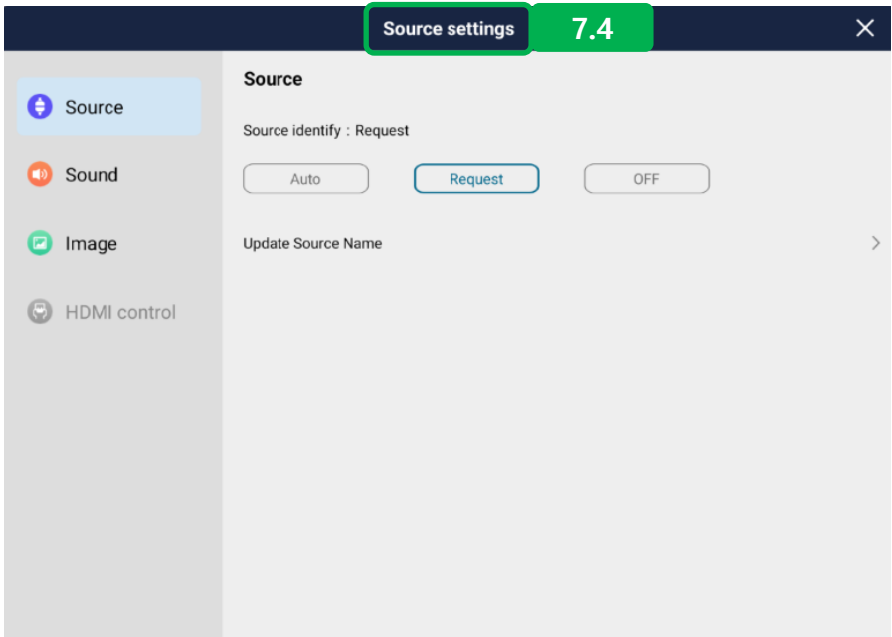 Source settings 7.4
Source
Sound
Image
HDMI control
Source
Source identify : Request
Auto Request OFF
Update Source Name